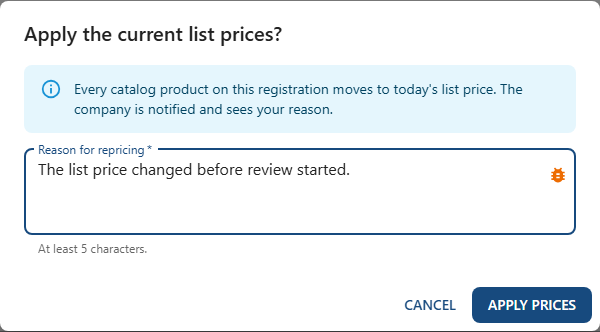 Apply the current list prices?
Every catalog product on this registration moves to today's list price. The
company is notified and sees your reason.
Reason for repricing *
The list price changed before review started.
At least 5 characters.
CANCEL
APPLY PRICES